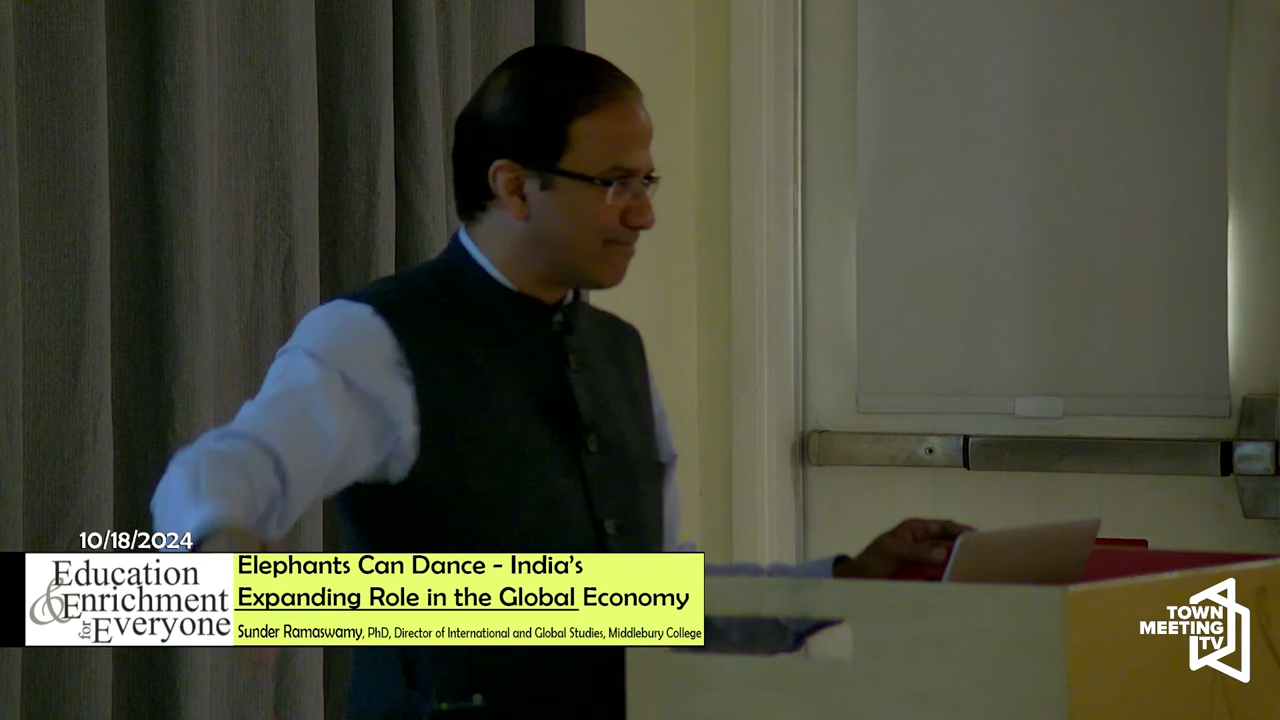 10/18/2024
Education
& Enrichment
for Everyone
Elephants Can Dance - India's
Expanding Role in the Global Economy
Sunder Ramaswamy, PhD, Director of International and Global Studies, Middlebury College
TOWN
MEETING
TV